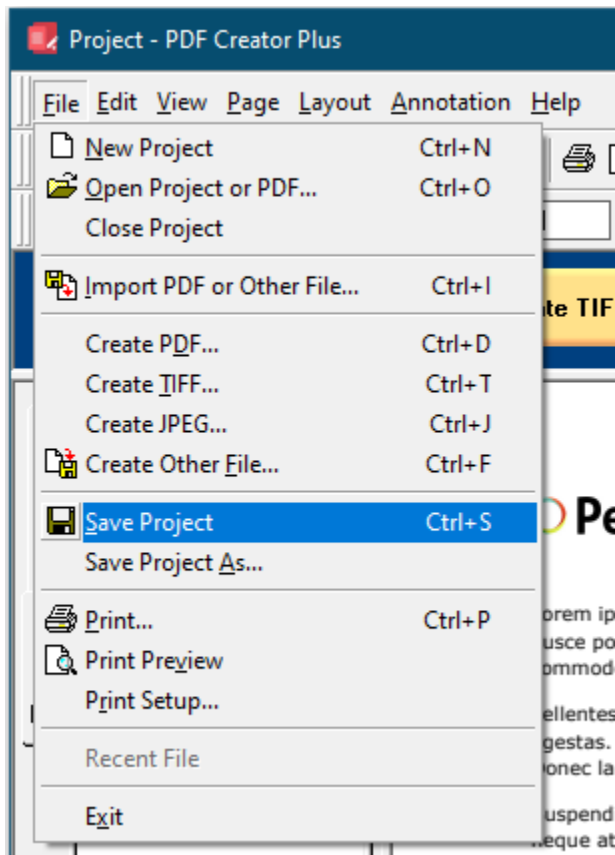 Project - PDF Creator Plus
File Edit View Page Layout Annotation Help
New Project Ctrl+N
Open Project or PDF... Ctrl+O
Close Project
Import PDF or Other File... Ctrl+I
te TIF
Create PDF... Ctrl+D
Create TIFF... Ctrl+T
Create JPEG... Ctrl+J
Create Other File... Ctrl+F
Save Project Ctrl+S
Pe
Save Project As...
Print... Ctrl+P
orem ip
usce po
Print Preview
ommod
Print Setup...
ellentes
gestas.
Recent File
onec la
Exit
uspend
neque at